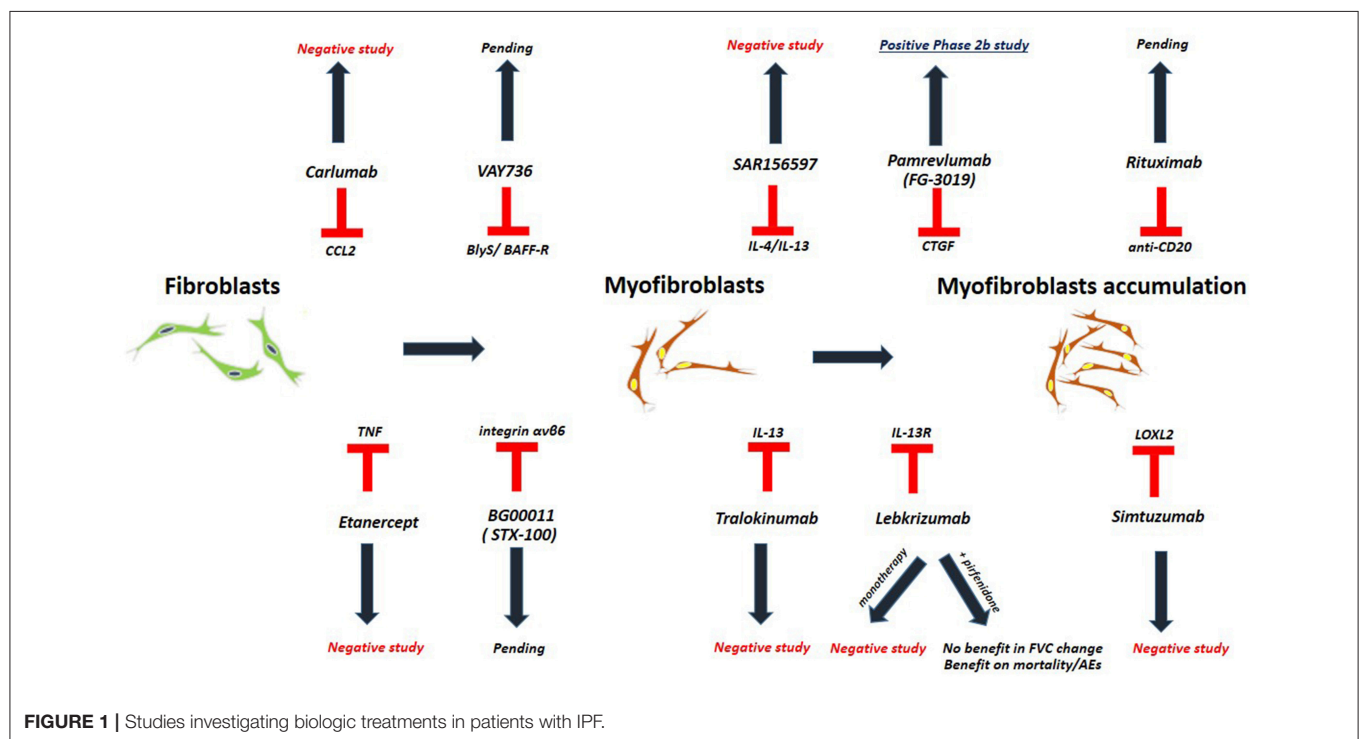 Negative study
Pending
Negative study
Positive Phase 2b study
Pending
Carlumab
VAY736
SAR156597
Pamrevlumab
(FG-3019)
Rituximab
CCL2
BlyS/ BAFF-R
IL-4/IL-13
CTGF
anti-CD20
Fibroblasts
Myofibroblasts
Myofibroblasts accumulation
TNF
integrin αvβ6
IL-13
IL-13R
LOXL2
Etanercept
BG00011
( STX-100)
Tralokinumab
Lebkrizumab
Simtuzumab
monotherapy
+ pirfenidone
Negative study
Pending
Negative study
Negative study
No benefit in FVC change
Benefit on mortality/AEs
Negative study
FIGURE 1 | Studies investigating biologic treatments in patients with IPF.